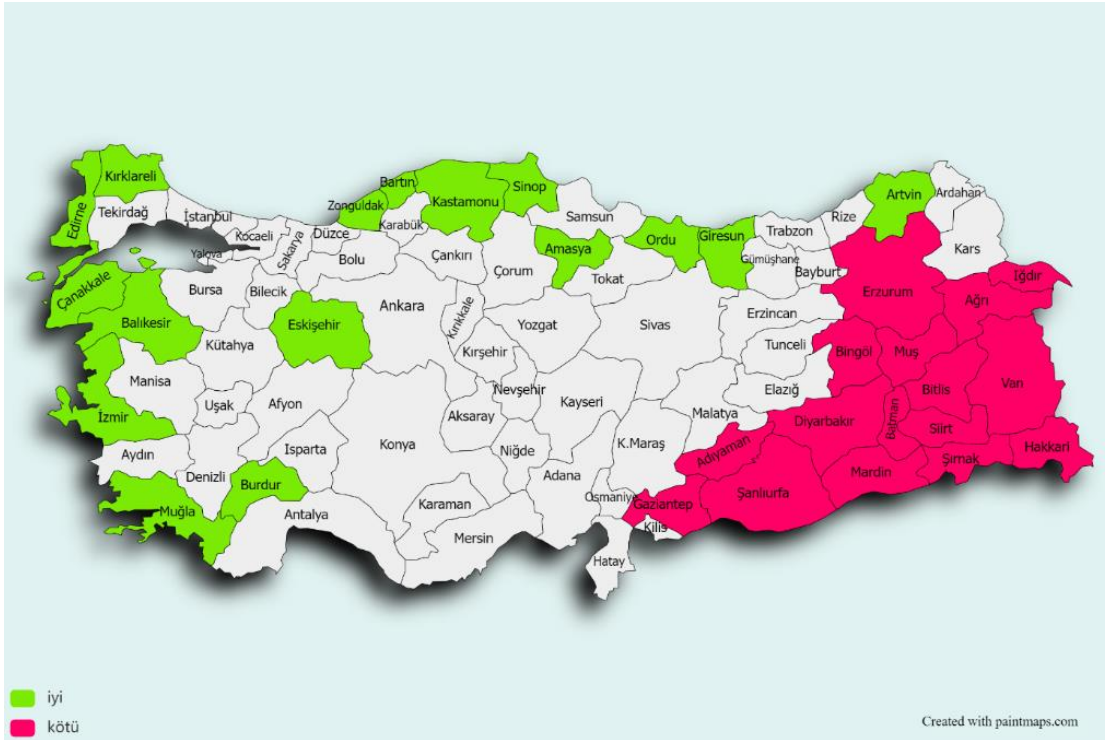 Kırklareli
Edirne
Tekirdağ
İstanbul
Kocaeli
Yalova
Sakarya
Düzce
Zonguldak
Bartın
Karabük
Kastamonu
Sinop
Samsun
Ordu
Giresun
Trabzon
Rize
Artvin
Ardahan
Kars
Gümüşhane
Bayburt
Amasya
Tokat
Çorum
Çankırı
Bolu
Bilecik
Bursa
Çanakkale
Balıkesir
Eskişehir
Ankara
Kırıkkale
Yozgat
Sivas
Erzincan
Erzurum
Ağrı
Iğdır
Kütahya
Manisa
Uşak
Afyon
Kırşehir
Nevşehir
Kayseri
Tunceli
Bingöl
Muş
Van
Bitlis
Elazığ
Malatya
İzmir
Aydın
Denizli
Isparta
Konya
Aksaray
Niğde
K.Maraş
Adıyaman
Diyarbakır
Batman
Siirt
Şırnak
Hakkari
Burdur
Muğla
Antalya
Karaman
Mersin
Adana
Osmaniye
Gaziantep
Kilis
Şanlıurfa
Mardin
Hatay
iyi
kötü
Created with paintmaps.com